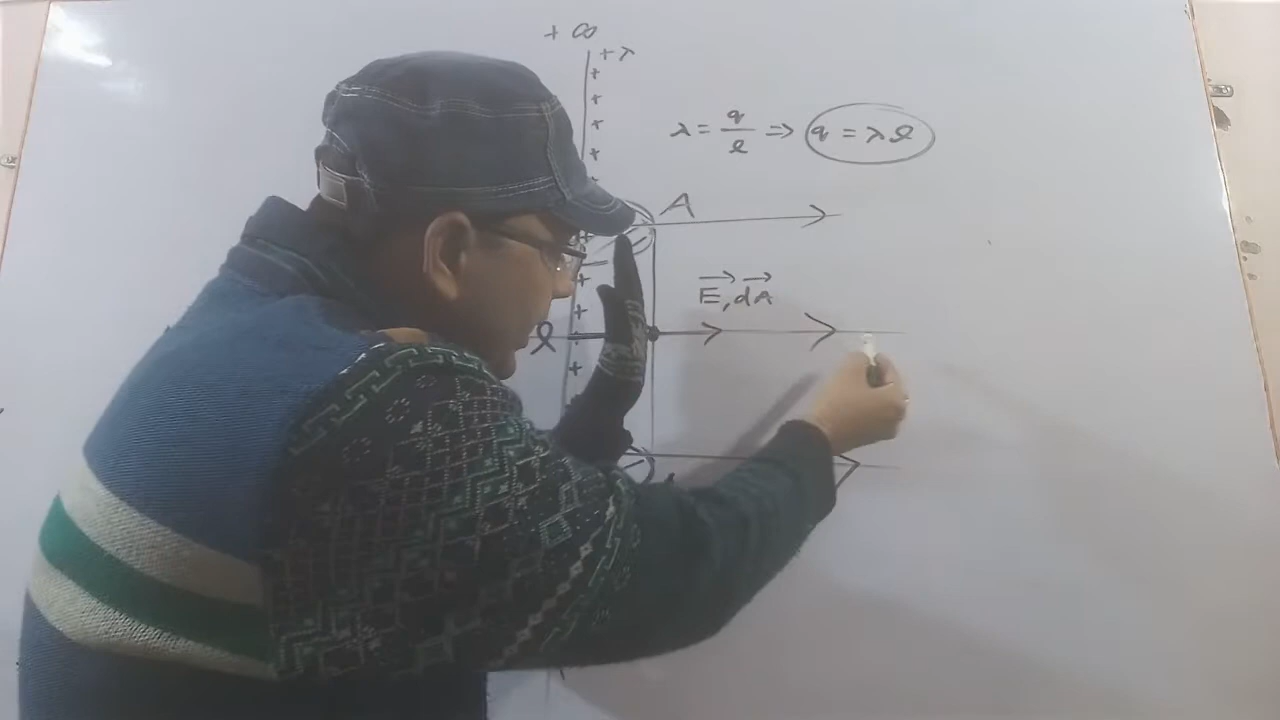 + ∞
+ λ
+
+
+
+
λ = q/l ⇒ q = λl
A
+
+
E⃗, dA⃗
+
l
+